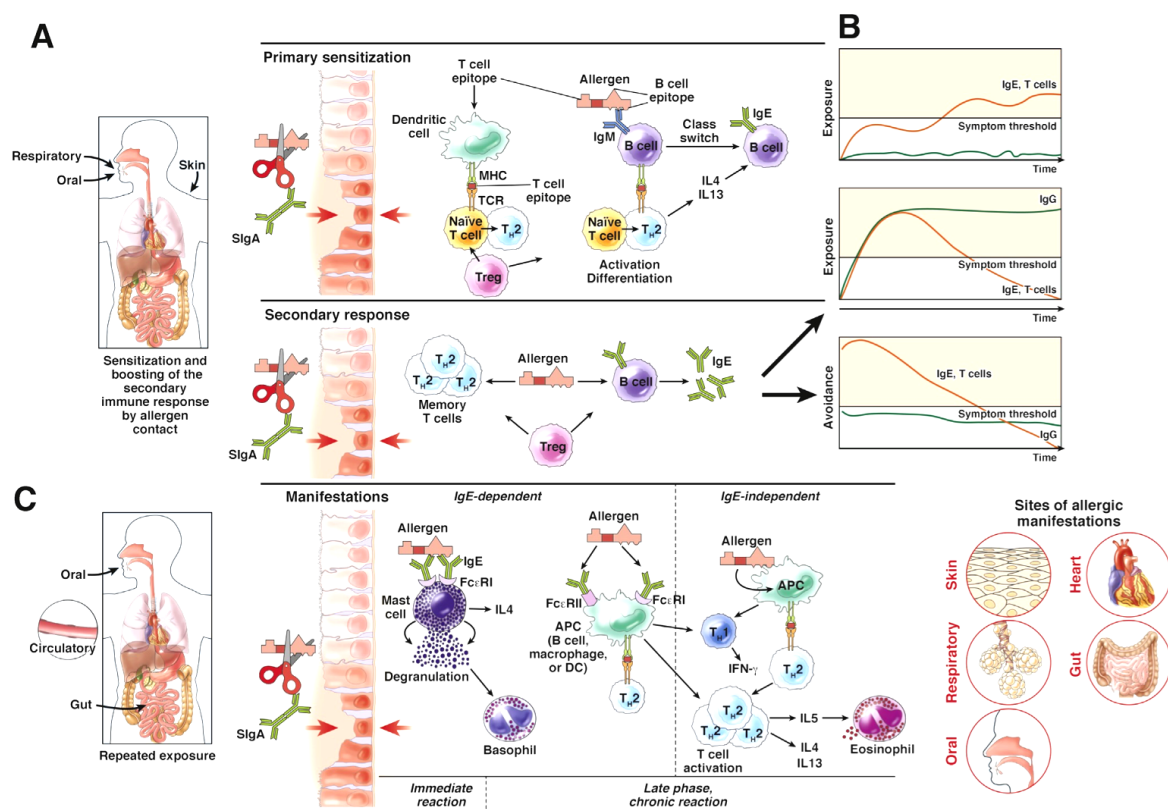 A
Respiratory
Oral
Skin
Sensitization and
boosting of the
secondary
immune response
by allergen
contact
Primary sensitization
SIgA
T cell
epitope
Dendritic
cell
MHC
T cell
epitope
TCR
Naïve
T cell
TH2
Treg
Allergen
B cell
epitope
IgM
B cell
Class
switch
IgE
B cell
IL4
IL13
Naïve
T cell
TH2
Activation
Differentiation
Secondary response
SIgA
TH2
TH2
TH2
Memory
T cells
Allergen
B cell
IgE
Treg
B
Exposure
IgE, T cells
Symptom threshold
Time
Exposure
IgG
Symptom threshold
IgE, T cells
Time
Avoidance
IgE, T cells
Symptom threshold
IgG
Time
C
Oral
Circulatory
Gut
Repeated exposure
Manifestations
IgE-dependent
IgE-independent
SIgA
Allergen
IgE
FcεRI
Mast
cell
IL4
Degranulation
Basophil
Allergen
FcεRII
FcεRI
APC
(B cell,
macrophage,
or DC)
TH2
Allergen
APC
TH1
IFN-γ
TH2
TH2
TH2
TH2
T cell
activation
IL5
IL4
IL13
Eosinophil
Immediate
reaction
Late phase,
chronic reaction
Sites of allergic
manifestations
Skin
Heart
Respiratory
Gut
Oral